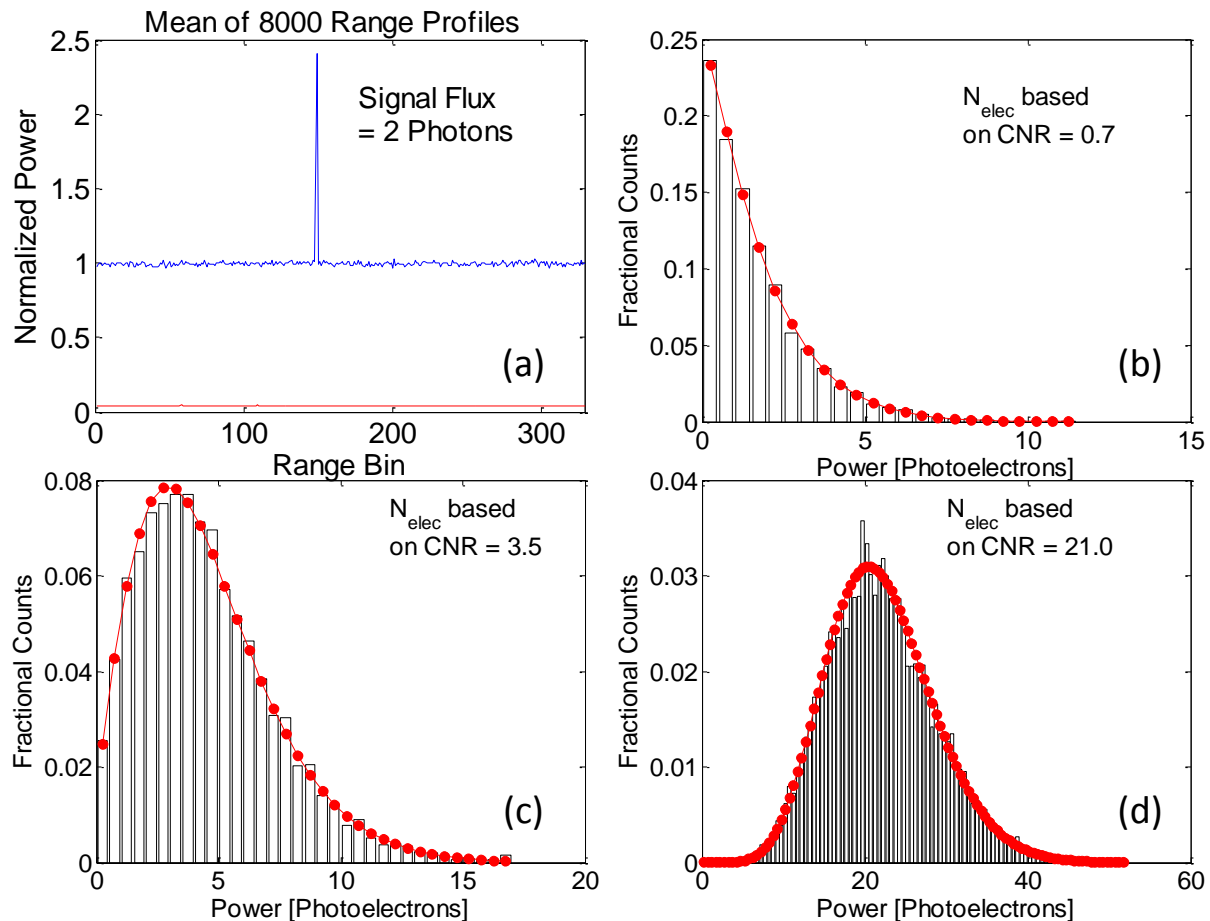 Mean of 8000 Range Profiles
2.5
2
1.5
1
0.5
0
Normalized Power
Signal Flux
= 2 Photons
(a)
0 100 200 300
Range Bin
0.25
0.2
0.15
0.1
0.05
0
Fractional Counts
N_elec based
on CNR = 0.7
(b)
0 5 10 15
Power [Photoelectrons]
0.08
0.06
0.04
0.02
0
Fractional Counts
N_elec based
on CNR = 3.5
(c)
0 5 10 15 20
Power [Photoelectrons]
0.04
0.03
0.02
0.01
0
Fractional Counts
N_elec based
on CNR = 21.0
(d)
0 20 40 60
Power [Photoelectrons]